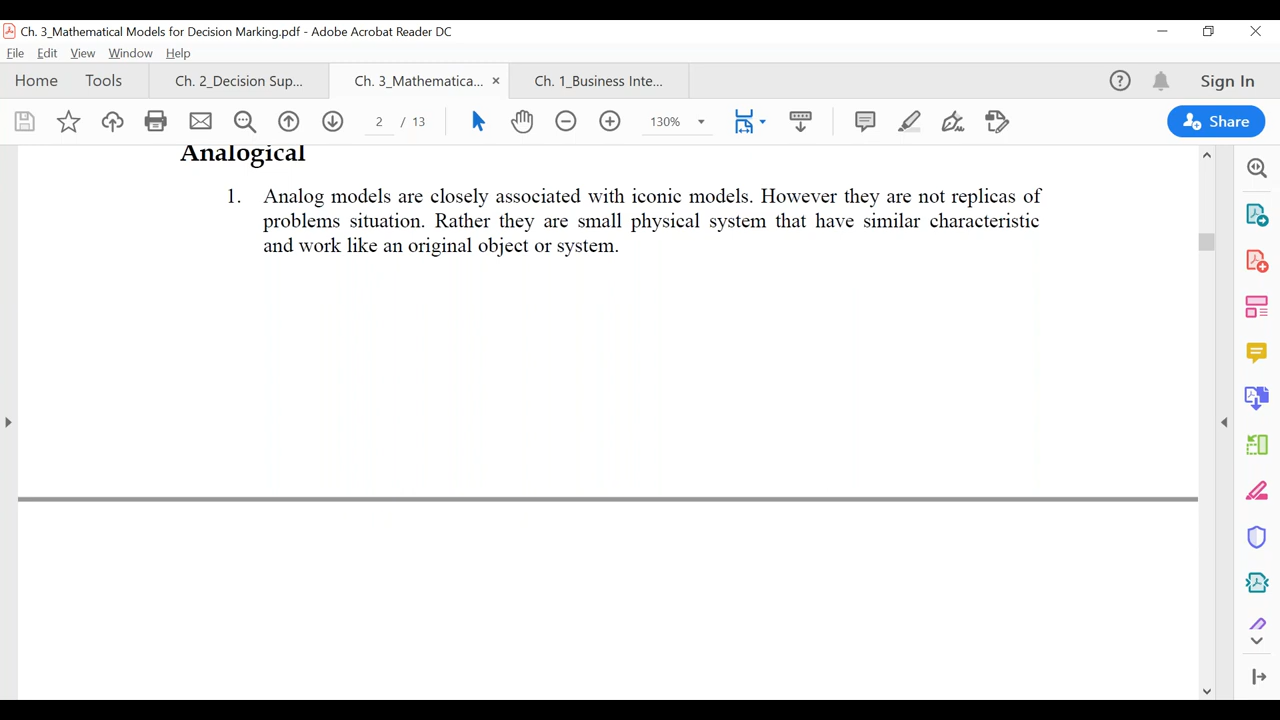 Ch. 3_Mathematical Models for Decision Marking.pdf - Adobe Acrobat Reader DC
File Edit View Window Help
Home Tools Ch. 2_Decision Sup... Ch. 3_Mathematica... Ch. 1_Business Inte... Sign In
2 / 13 130% Share
Analogical
1. Analog models are closely associated with iconic models. However they are not replicas of
problems situation. Rather they are small physical system that have similar characteristic
and work like an original object or system.